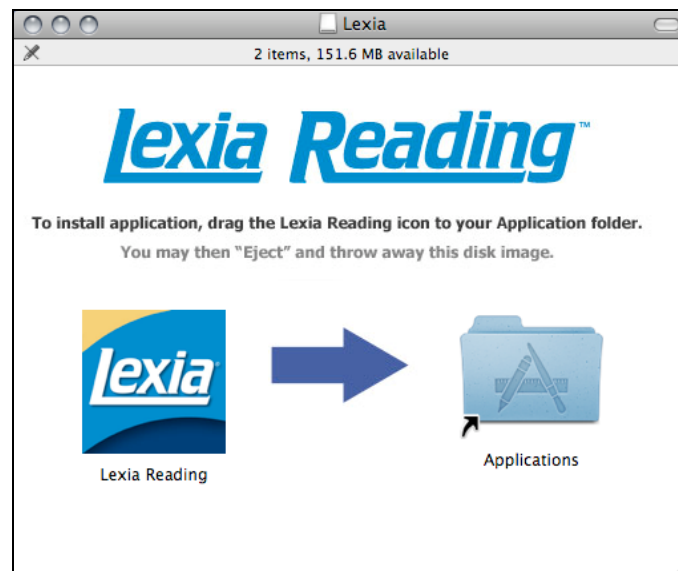 Lexia
2 items, 151.6 MB available
Lexia Reading™
To install application, drag the Lexia Reading icon to your Application folder.
You may then “Eject” and throw away this disk image.
lexia
Lexia Reading
Applications